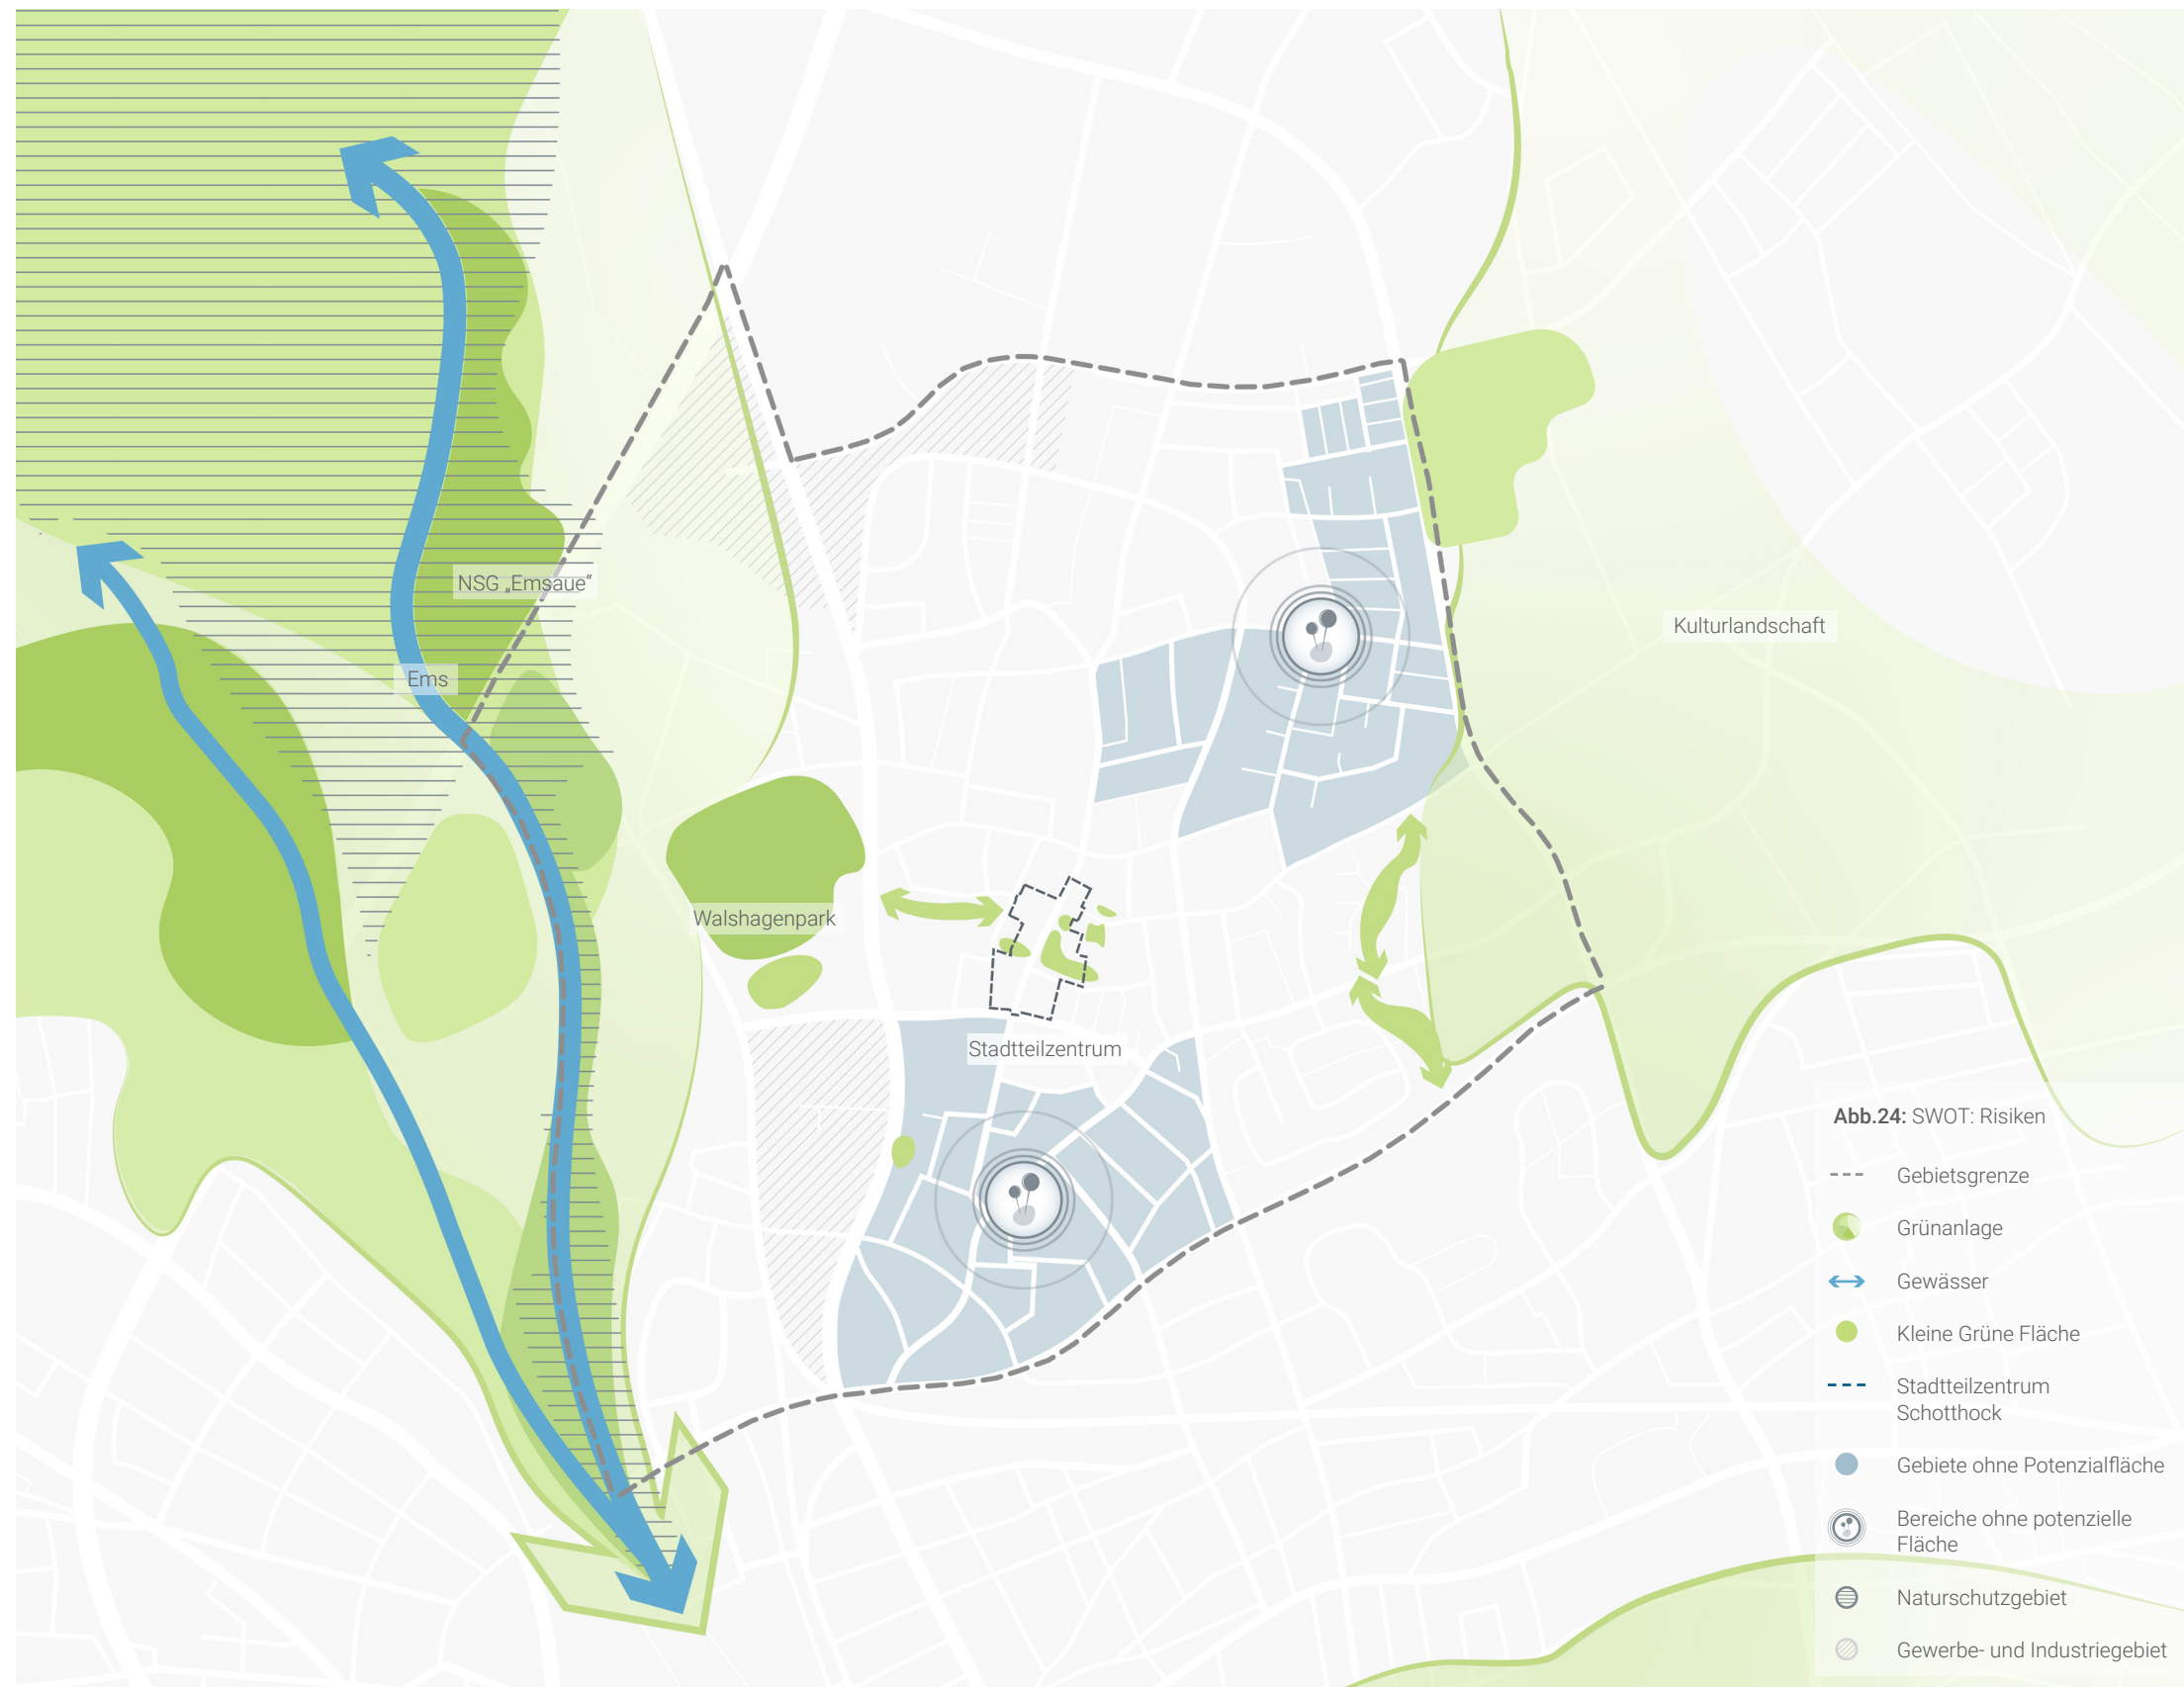 NSG „Emsaue“
Ems
Kulturlandschaft
Walshagenpark
Stadtteilzentrum
Abb.24: SWOT: Risiken
Gebietsgrenze
Grünanlage
Gewässer
Kleine Grüne Fläche
Stadtteilzentrum
Schotthock
Gebiete ohne Potenzialfläche
Bereiche ohne potenzielle
Fläche
Naturschutzgebiet
Gewerbe- und Industriegebiet